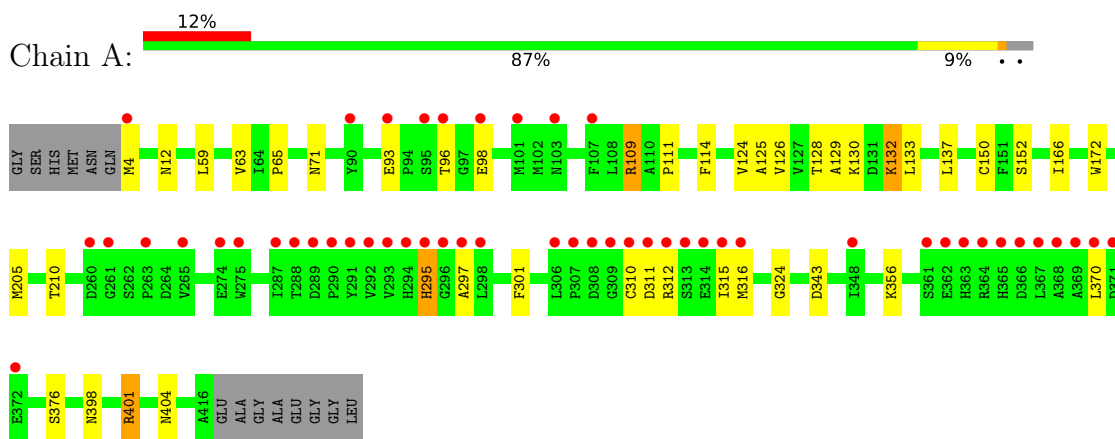 12%
Chain A:
87% 9% • •
GLY SER HIS MET ASN GLN M4 N12 L59 V63 I64 P65 N71 Y90 E93 P94 S95 T96 G97 E98 M101 M102 N103 F107 L108 R109 A110 P111 F114 V124 A125 V126 V127 T128 A129 K130 D131 K132 L133 L137 C150 F151 S152 I166 W172
M205 T210 D260 G261 S262 P263 D264 V265 E274 W275 I287 T288 D289 P290 Y291 V292 V293 H294 H295 G296 A297 L298 F301 L306 P307 D308 G309 C310 D311 R312 S313 E314 I315 M316 G324 D343 I348 K356 S361 E362 H363 R364 H365 D366 L367 A368 A369 L370 D371
E372 S376 N398 R401 N404 A416 GLU ALA GLY ALA GLU GLY GLY LEU